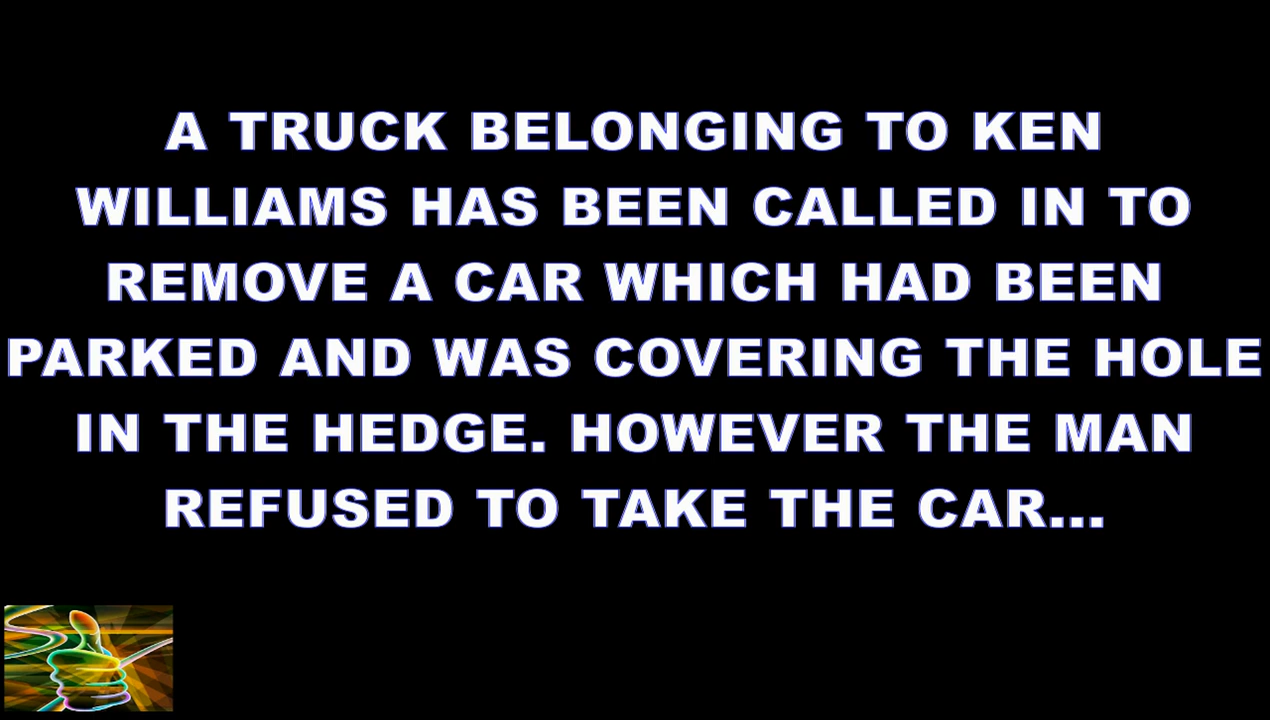 A TRUCK BELONGING TO KEN
WILLIAMS HAS BEEN CALLED IN TO
REMOVE A CAR WHICH HAD BEEN
PARKED AND WAS COVERING THE HOLE
IN THE HEDGE. HOWEVER THE MAN
REFUSED TO TAKE THE CAR...